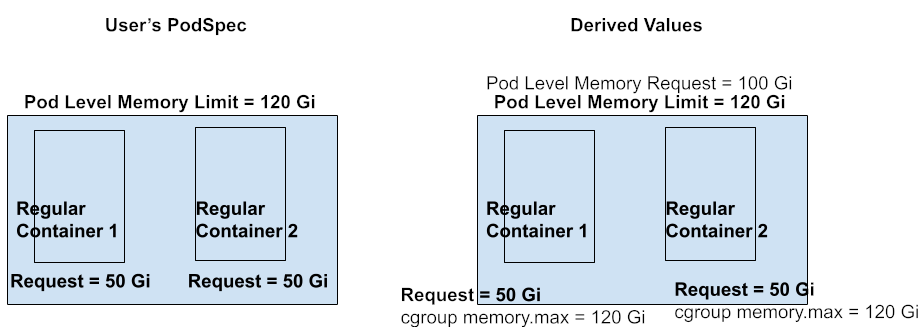 User's PodSpec
Derived Values
Pod Level Memory Limit = 120 Gi
Regular
Container 1
Regular
Container 2
Request = 50 Gi
Request = 50 Gi
Pod Level Memory Request = 100 Gi
Pod Level Memory Limit = 120 Gi
Regular
Container 1
Regular
Container 2
Request = 50 Gi
cgroup memory.max = 120 Gi
Request = 50 Gi
cgroup memory.max = 120 Gi